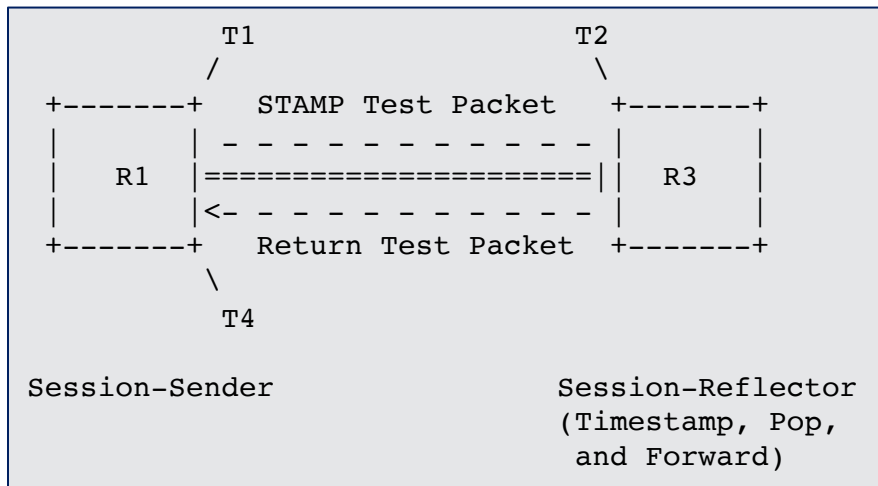 T1 T2
/ \
+-------+ STAMP Test Packet +-------+
| | - - - - - - - - - - - | |
| R1 |======================|| R3 |
| |<- - - - - - - - - - - | |
+-------+ Return Test Packet +-------+
\
T4
Session-Sender Session-Reflector
(Timestamp, Pop,
and Forward)